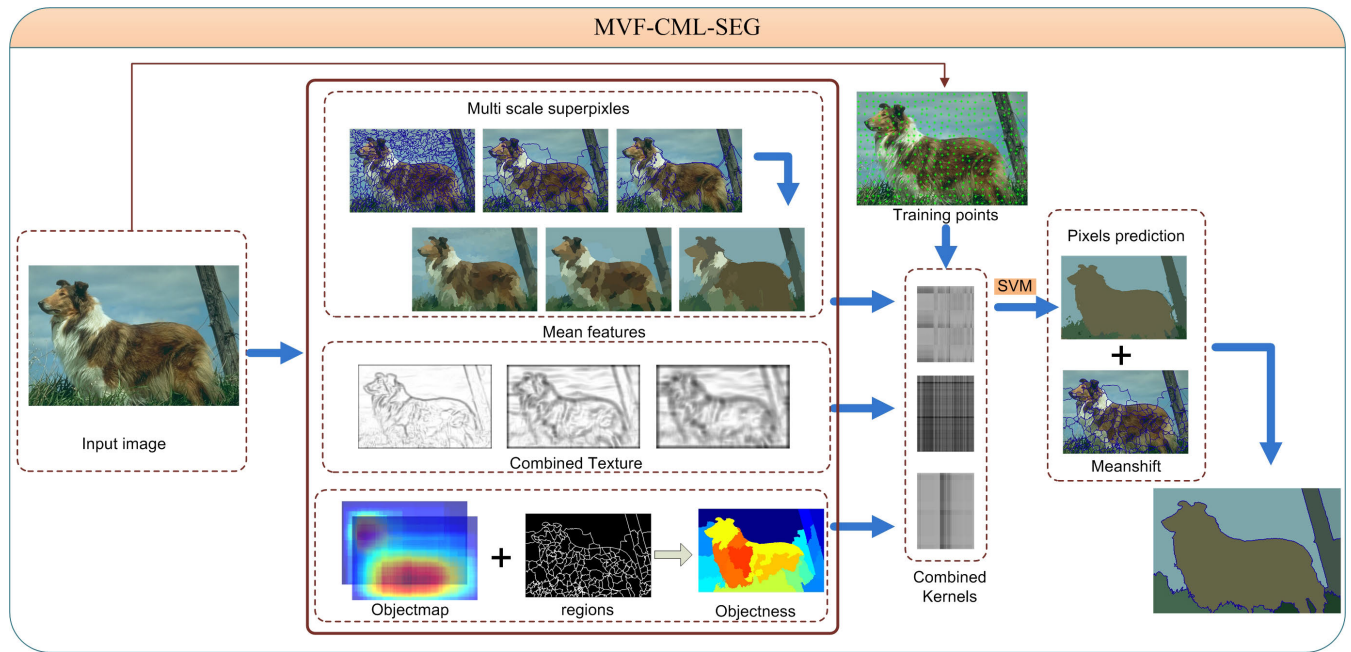 MVF-CML-SEG
Multi scale superpixles
Mean features
Input image
Combined Texture
Objectmap
+
regions
Objectness
Training points
Combined
Kernels
SVM
Pixels prediction
+
Meanshift